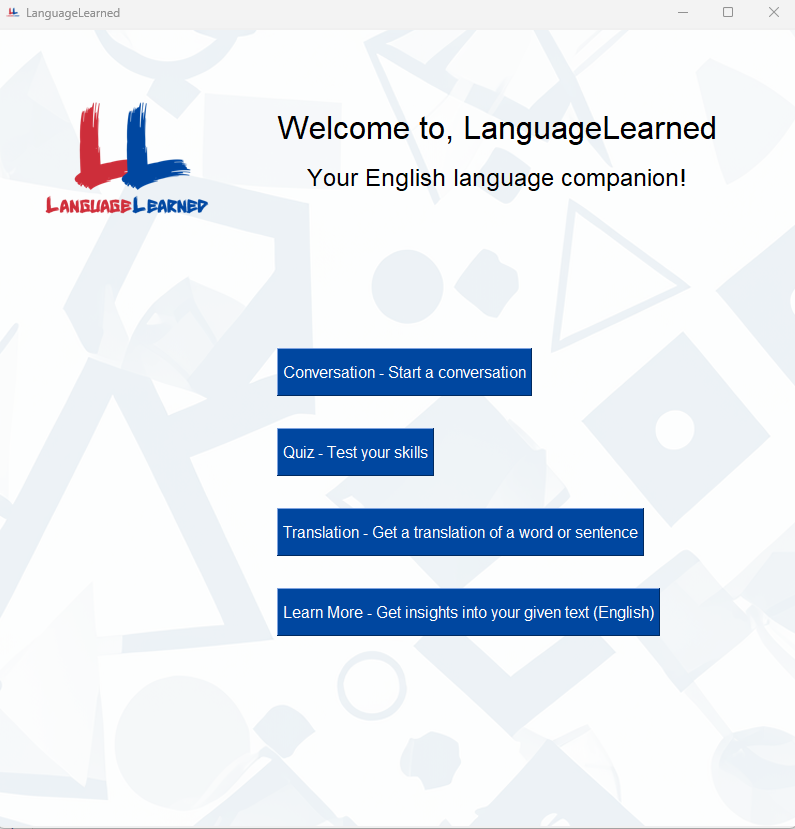 LanguageLearned
LL
LanguageLearned
Welcome to, LanguageLearned
Your English language companion!
Conversation - Start a conversation
Quiz - Test your skills
Translation - Get a translation of a word or sentence
Learn More - Get insights into your given text (English)